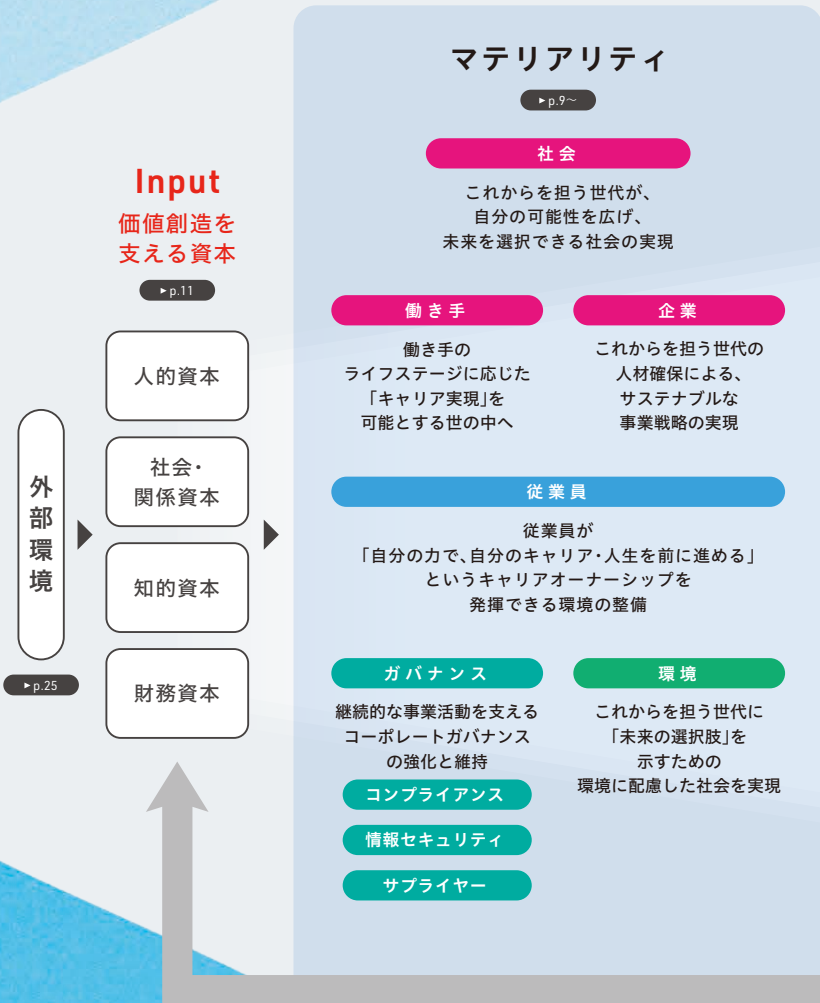 外部環境
▶p.25
Input
価値創造を
支える資本
▶p.11
人的資本
社会・
関係資本
知的資本
財務資本
マテリアリティ
▶p.9〜
社会
これからを担う世代が、
自分の可能性を広げ、
未来を選択できる社会の実現
働き手
働き手の
ライフステージに応じた
「キャリア実現」を
可能とする世の中へ
企業
これからを担う世代の
人材確保による、
サステナブルな
事業戦略の実現
従業員
従業員が
「自分の力で、自分のキャリア・人生を前に進める」
というキャリアオーナーシップを
発揮できる環境の整備
ガバナンス
継続的な事業活動を支える
コーポレートガバナンス
の強化と維持
コンプライアンス
情報セキュリティ
サプライヤー
環境
これからを担う世代に
「未来の選択肢」を
示すための
環境に配慮した社会を実現